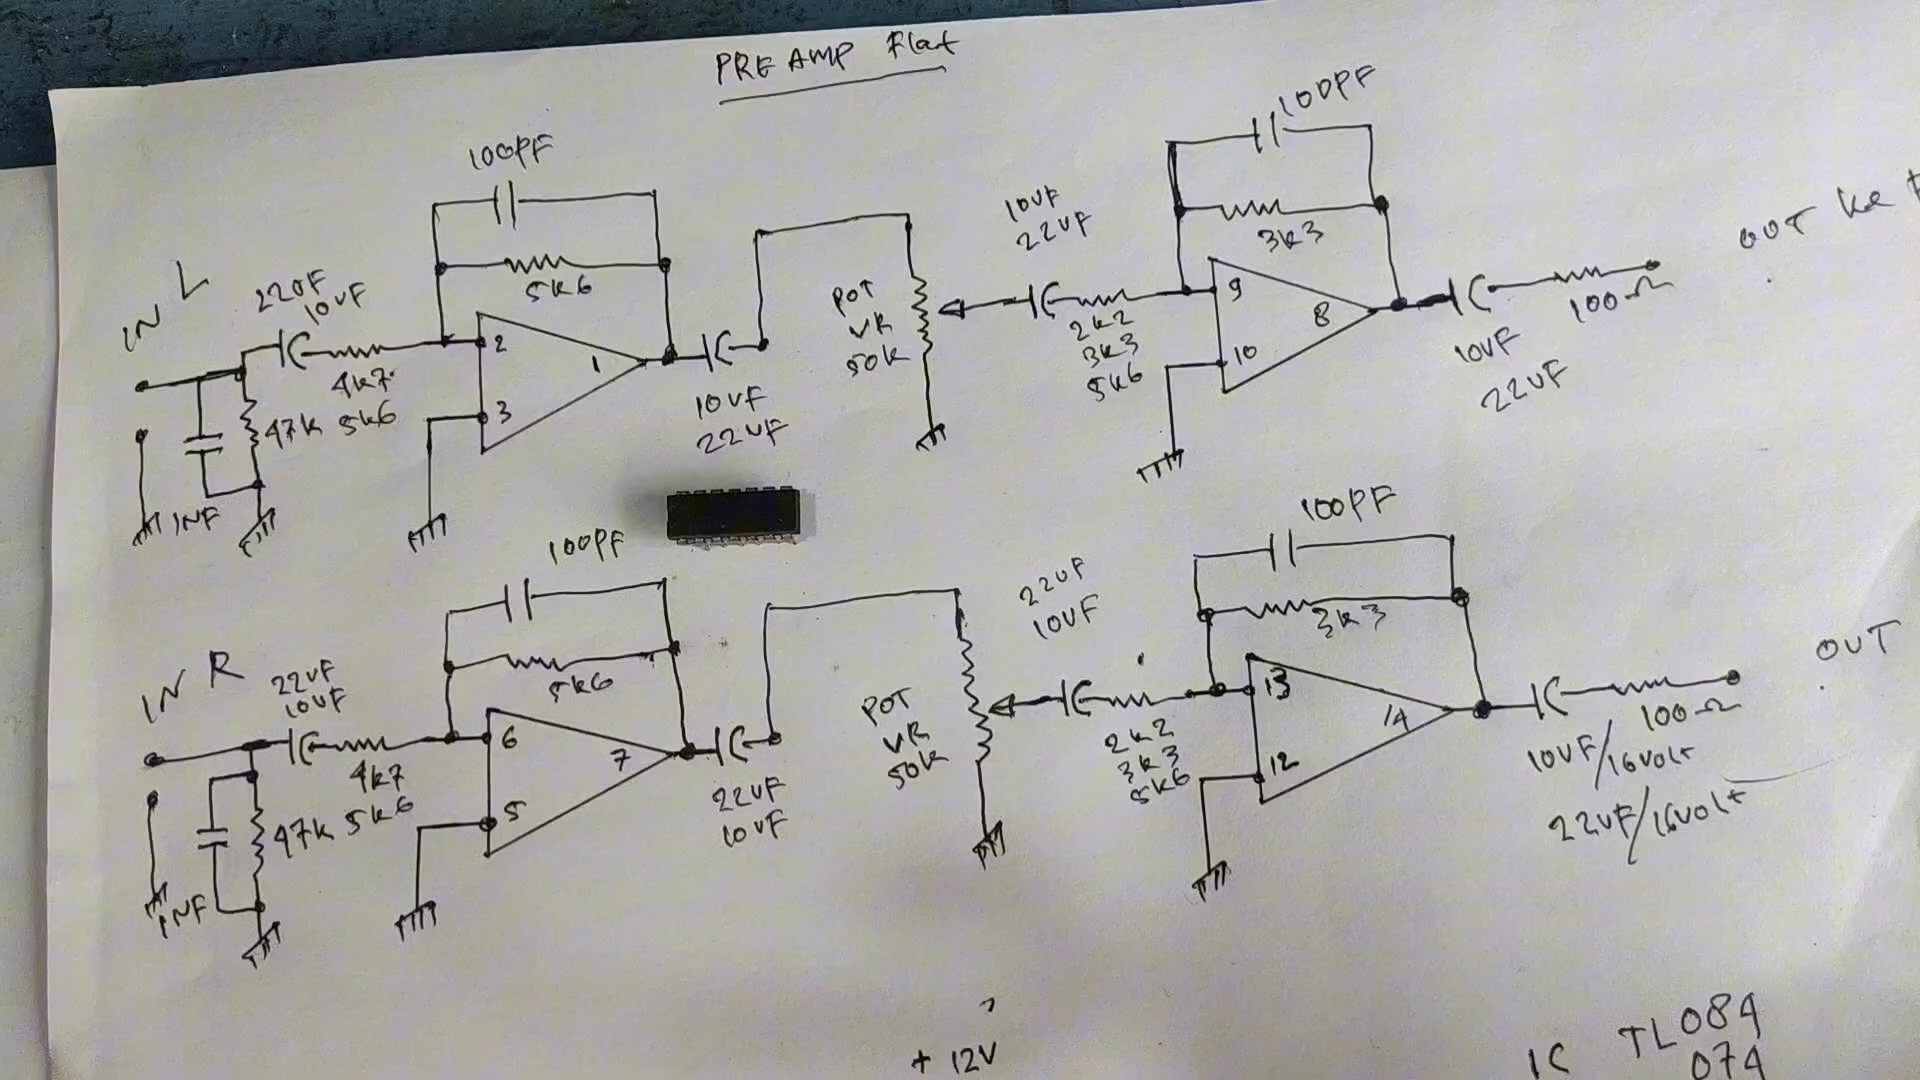 PRE AMP Flat
100PF
100PF
IN L
22UF
10UF
5k6
4k7
5k6
47k
1NF
2
3
1
10UF
22UF
POT
VR
50k
10UF
22UF
2k2
3k3
5k6
3k3
9
10
8
10UF
22UF
100Ω
OUT ke
100PF
100PF
IN R
22UF
10UF
5k6
4k7
5k6
47k
1NF
6
5
7
22UF
10UF
POT
VR
50k
22UF
10UF
2k2
3k3
5k6
3k3
13
12
14
100Ω
10UF/16volt
22UF/16volt
OUT
+ 12V
IC TL084
074